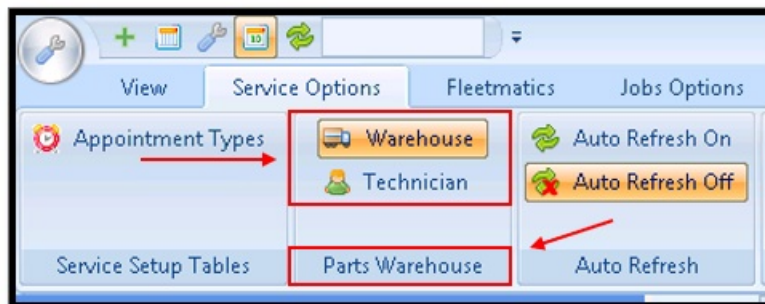 View Service Options Fleetmatics Jobs Options
Appointment Types Warehouse Auto Refresh On
Technician Auto Refresh Off
Service Setup Tables Parts Warehouse Auto Refresh